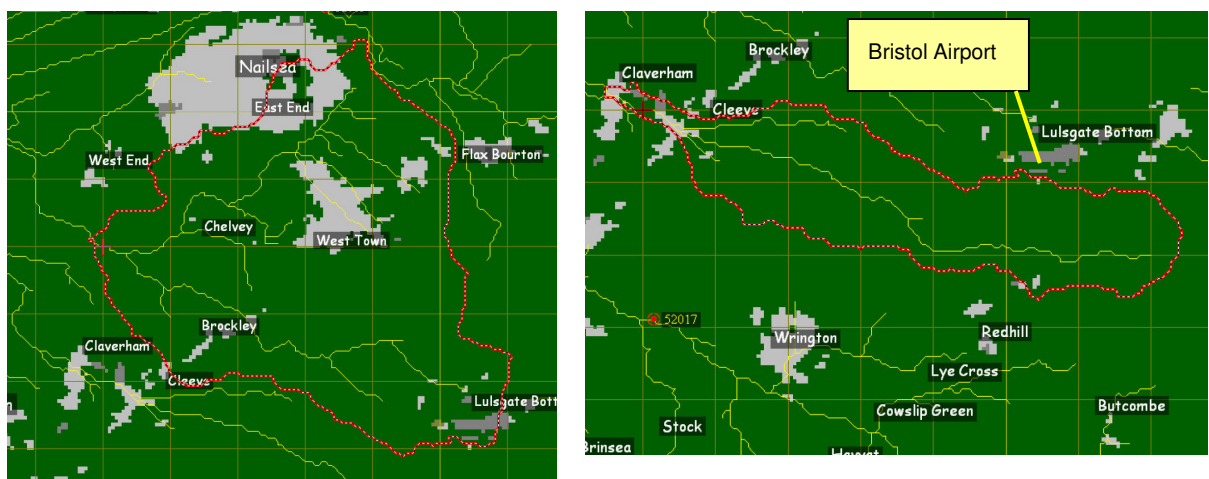 Nailsea
East End
West End
Flax Bourton
Chelvey
West Town
Brockley
Claverham
Cleeve
Lulsgate Bott
Bristol Airport
Brockley
Claverham
Cleeve
Lulsgate Bottom
52017
Wrington
Redhill
Lye Cross
Cowslip Green
Butcombe
Stock
Brinsea